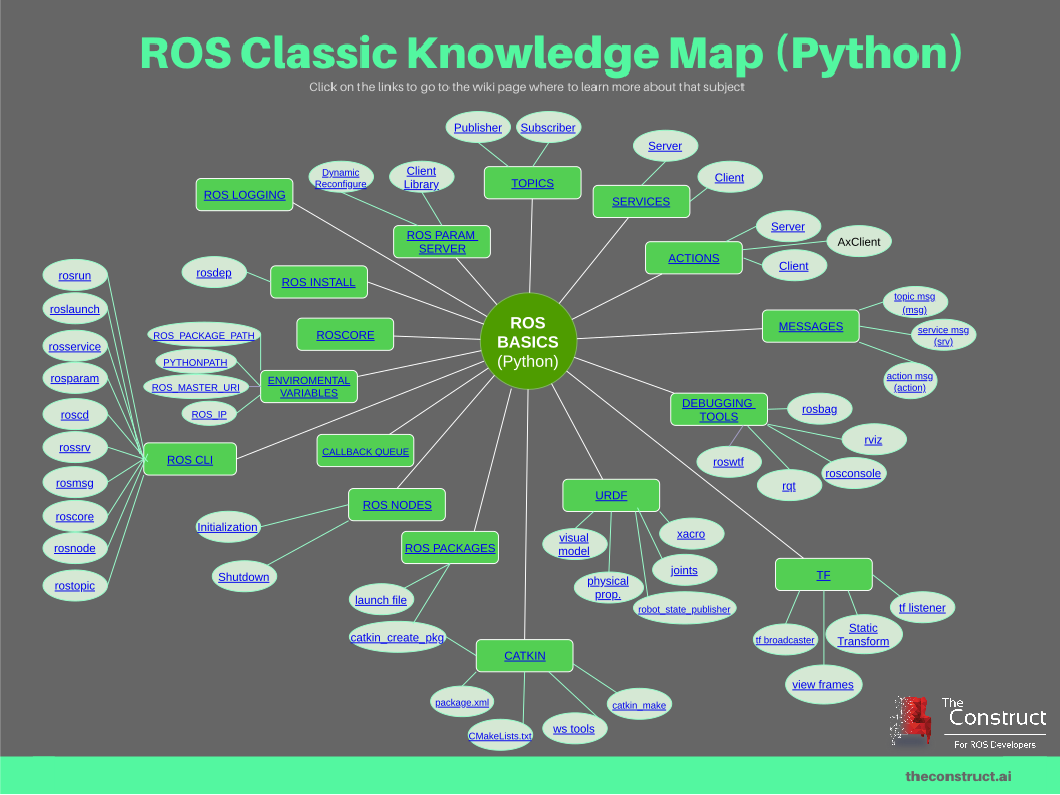 ROS Classic Knowledge Map (Python)
Click on the links to go to the wiki page where to learn more about that subject
Publisher
Subscriber
TOPICS
Server
Client
SERVICES
Dynamic
Reconfigure
Client
Library
ROS PARAM
SERVER
ROS LOGGING
Server
AxClient
Client
ACTIONS
rosdep
ROS INSTALL
ROSCORE
ROS
BASICS
(Python)
topic msg
(msg)
service msg
(srv)
action msg
(action)
MESSAGES
ROS_PACKAGE_PATH
PYTHONPATH
ROS_MASTER_URI
ROS_IP
ENVIROMENTAL
VARIABLES
rosrun
roslaunch
rosservice
rosparam
roscd
rossrv
rosmsg
roscore
rosnode
rostopic
ROS CLI
CALLBACK QUEUE
DEBUGGING
TOOLS
rosbag
rviz
rosconsole
rqt
roswtf
ROS NODES
Initialization
Shutdown
ROS PACKAGES
launch file
catkin_create_pkg
URDF
visual
model
physical
prop.
robot_state_publisher
joints
xacro
TF
tf listener
Static
Transform
tf broadcaster
view frames
CATKIN
package.xml
CMakeLists.txt
ws tools
catkin_make
The
Construct
For ROS Developers
theconstruct.ai